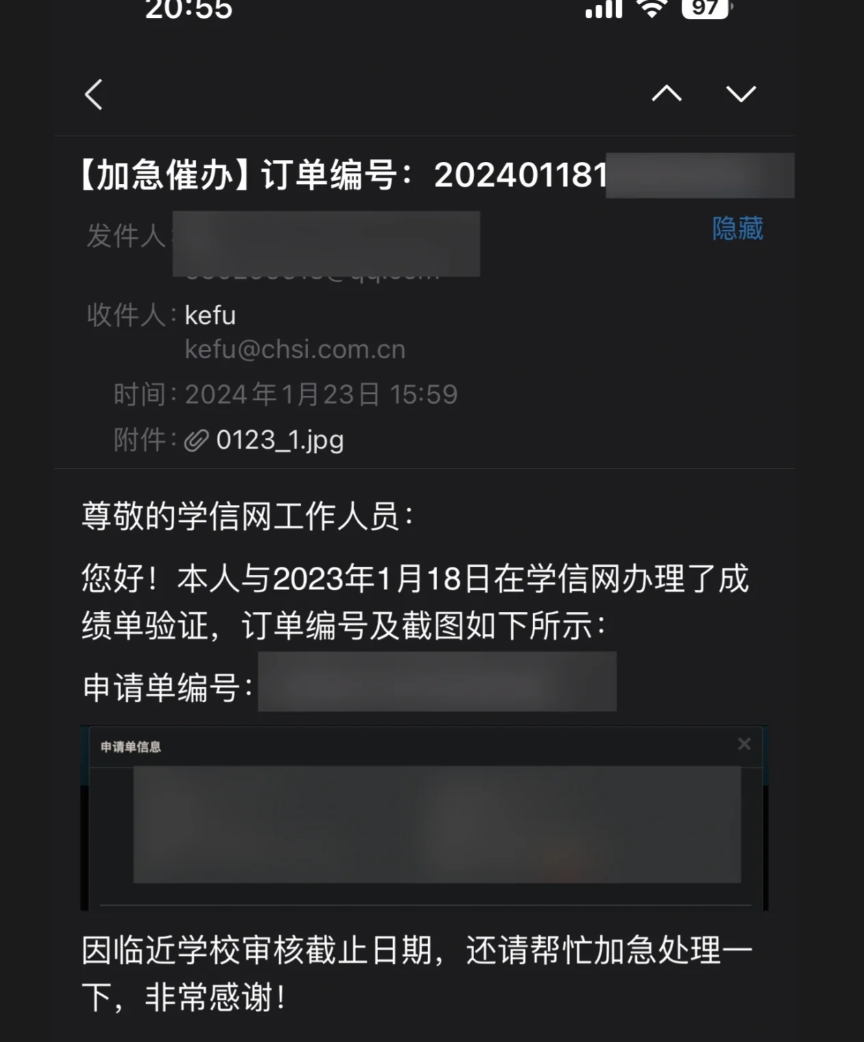 20:55
97
【加急催办】订单编号：202401181
发件人
隐藏
收件人：kefu
kefu@chsi.com.cn
时间：2024年1月23日 15:59
附件：0123_1.jpg
尊敬的学信网工作人员：
您好！本人与2023年1月18日在学信网办理了成
绩单验证，订单编号及截图如下所示：
申请单编号：
申请单信息
因临近学校审核截止日期，还请帮忙加急处理一
下，非常感谢！